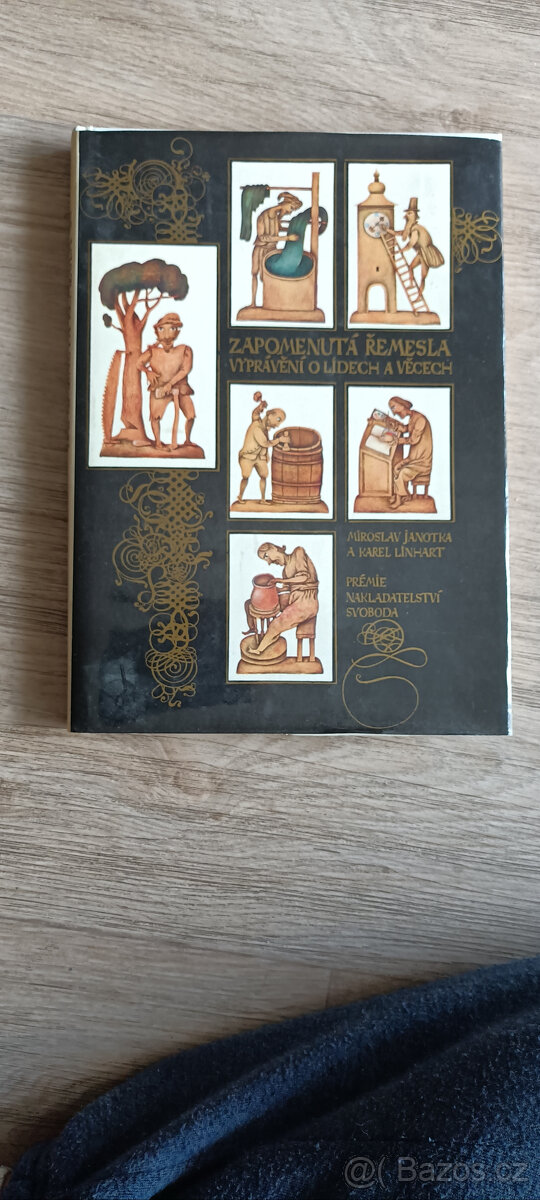 ZAPOMENUTÁ ŘEMESLA
VYPRÁVĚNÍ O LIDECH A VĚCECH
MIROSLAV JANOTKA
A KAREL LINHART
PRÉMIE
NAKLADATELSTVÍ
SVOBODA
@( Bazos.cz